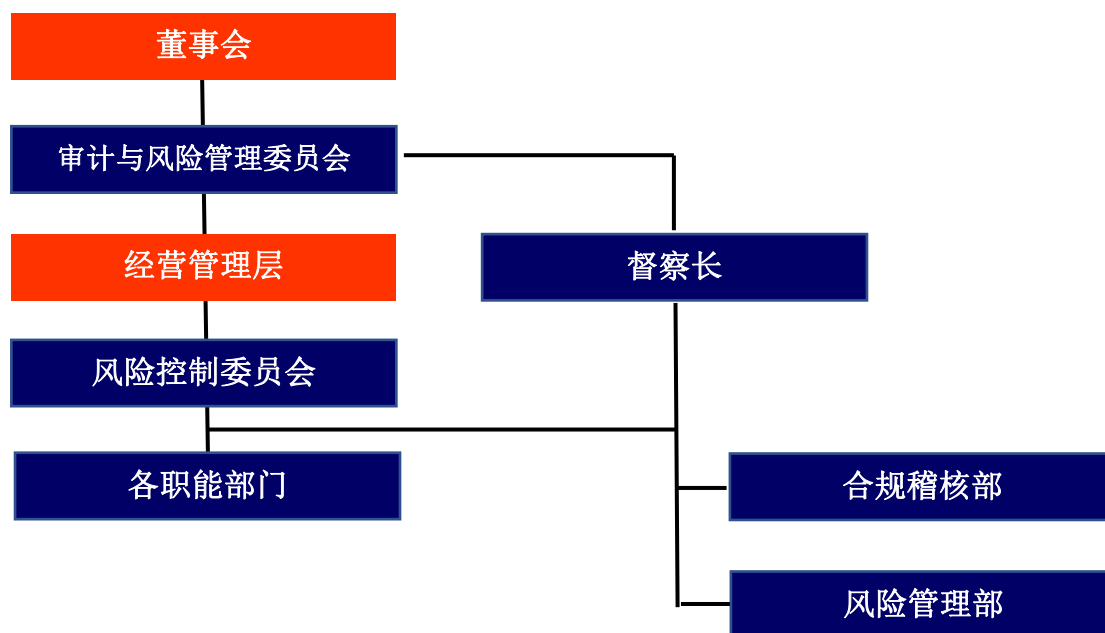 董事会
审计与风险管理委员会
经营管理层
督察长
风险控制委员会
各职能部门
合规稽核部
风险管理部